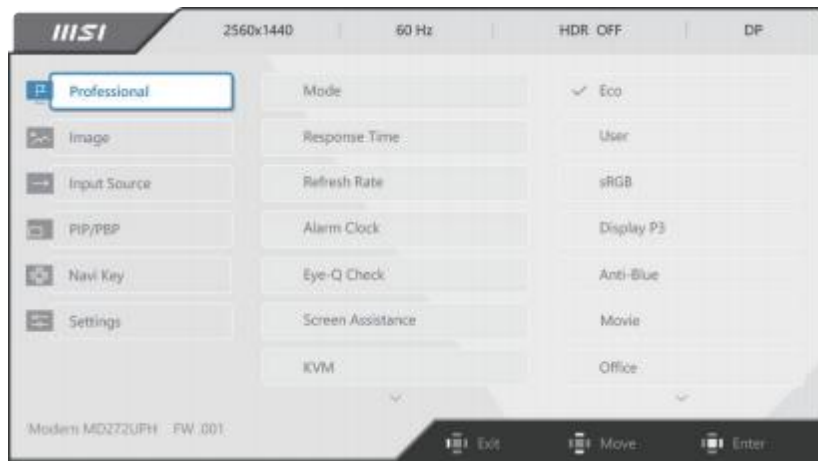 msi 2560x1440 60 Hz HDR OFF DP
Professional Mode Eco
Image Response Time User
Input Source Refresh Rate sRGB
PIP/PBP Alarm Clock Display P3
Navi Key Eye-Q Check Anti-Blue
Settings Screen Assistance Movie
KVM Office
Modern MD272UPH FW .001
Exit Move Enter